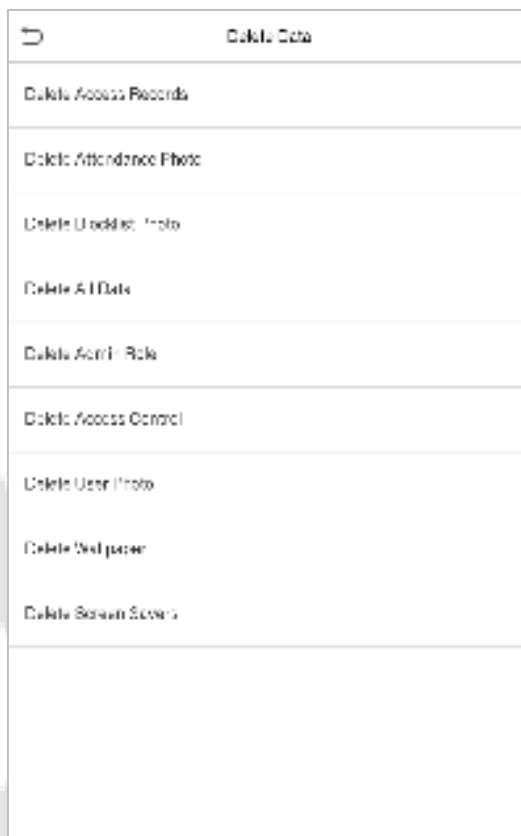 Delete Data
Delete Access Records
Delete Attendance Photo
Delete Blocklist Photo
Delete All Data
Delete Admin Role
Delete Access Control
Delete User Photo
Delete Wallpaper
Delete Screen Savers